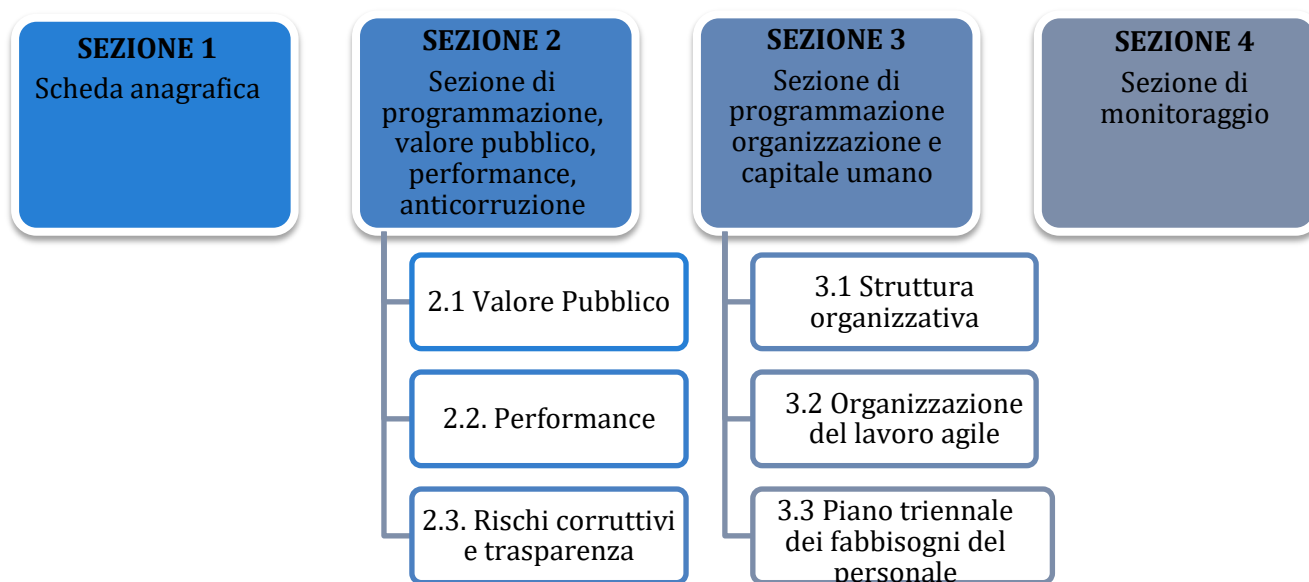 SEZIONE 1
Scheda anagrafica
SEZIONE 2
Sezione di
programmazione,
valore pubblico,
performance,
anticorruzione
2.1 Valore Pubblico
2.2. Performance
2.3. Rischi corruttivi
e trasparenza
SEZIONE 3
Sezione di
programmazione
organizzazione e
capitale umano
3.1 Struttura
organizzativa
3.2 Organizzazione
del lavoro agile
3.3 Piano triennale
dei fabbisogni del
personale
SEZIONE 4
Sezione di
monitoraggio